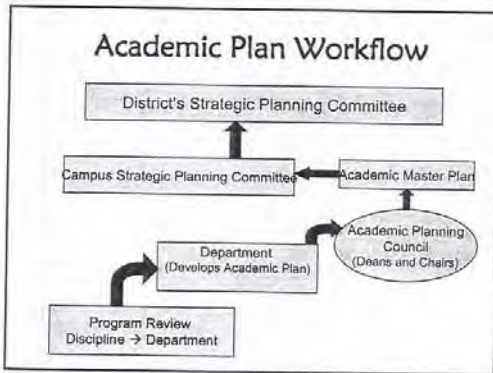 Academic Plan Workflow
District's Strategic Planning Committee
Campus Strategic Planning Committee
Academic Master Plan
Academic Planning
Council
(Deans and Chairs)
Department
(Develops Academic Plan)
Program Review
Discipline → Department